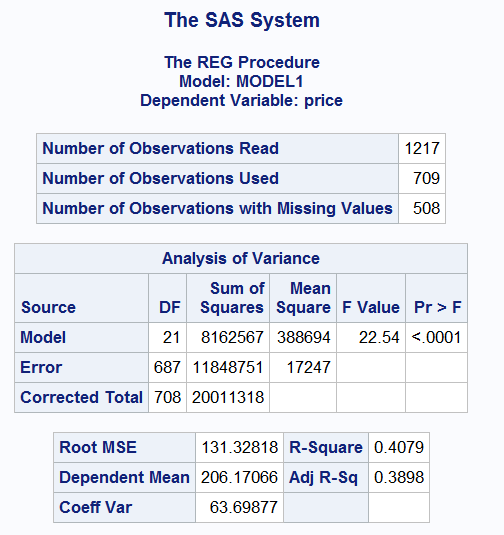 The SAS System
The REG Procedure
Model: MODEL1
Dependent Variable: price
Number of Observations Read 1217
Number of Observations Used 709
Number of Observations with Missing Values 508
Analysis of Variance
Source DF Sum of Squares Mean Square F Value Pr > F
Model 21 8162567 388694 22.54 <.0001
Error 687 11848751 17247
Corrected Total 708 20011318
Root MSE 131.32818 R-Square 0.4079
Dependent Mean 206.17066 Adj R-Sq 0.3898
Coeff Var 63.69877